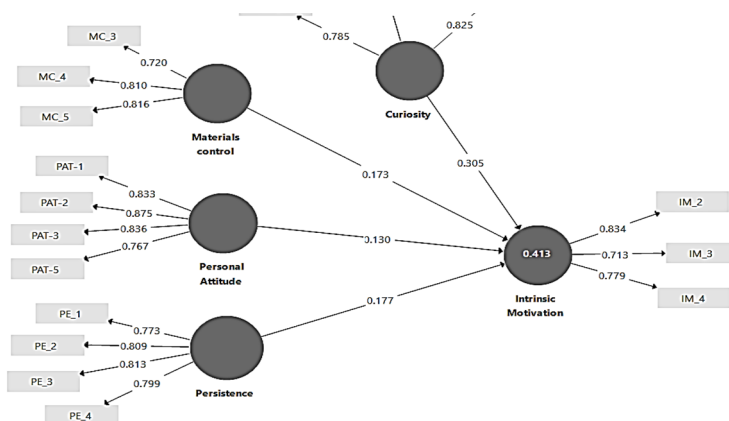 0.785
0.825
MC_3
0.720
MC_4
0.810
MC_5
0.816
Materials
control
Curiosity
0.173
0.305
PAT-1
0.833
PAT-2
0.875
PAT-3
0.836
PAT-5
0.767
Personal
Attitude
0.130
0.413
Intrinsic
Motivation
0.834
IM_2
0.713
IM_3
0.779
IM_4
0.177
PE_1
0.773
PE_2
0.809
PE_3
0.813
PE_4
0.799
Persistence